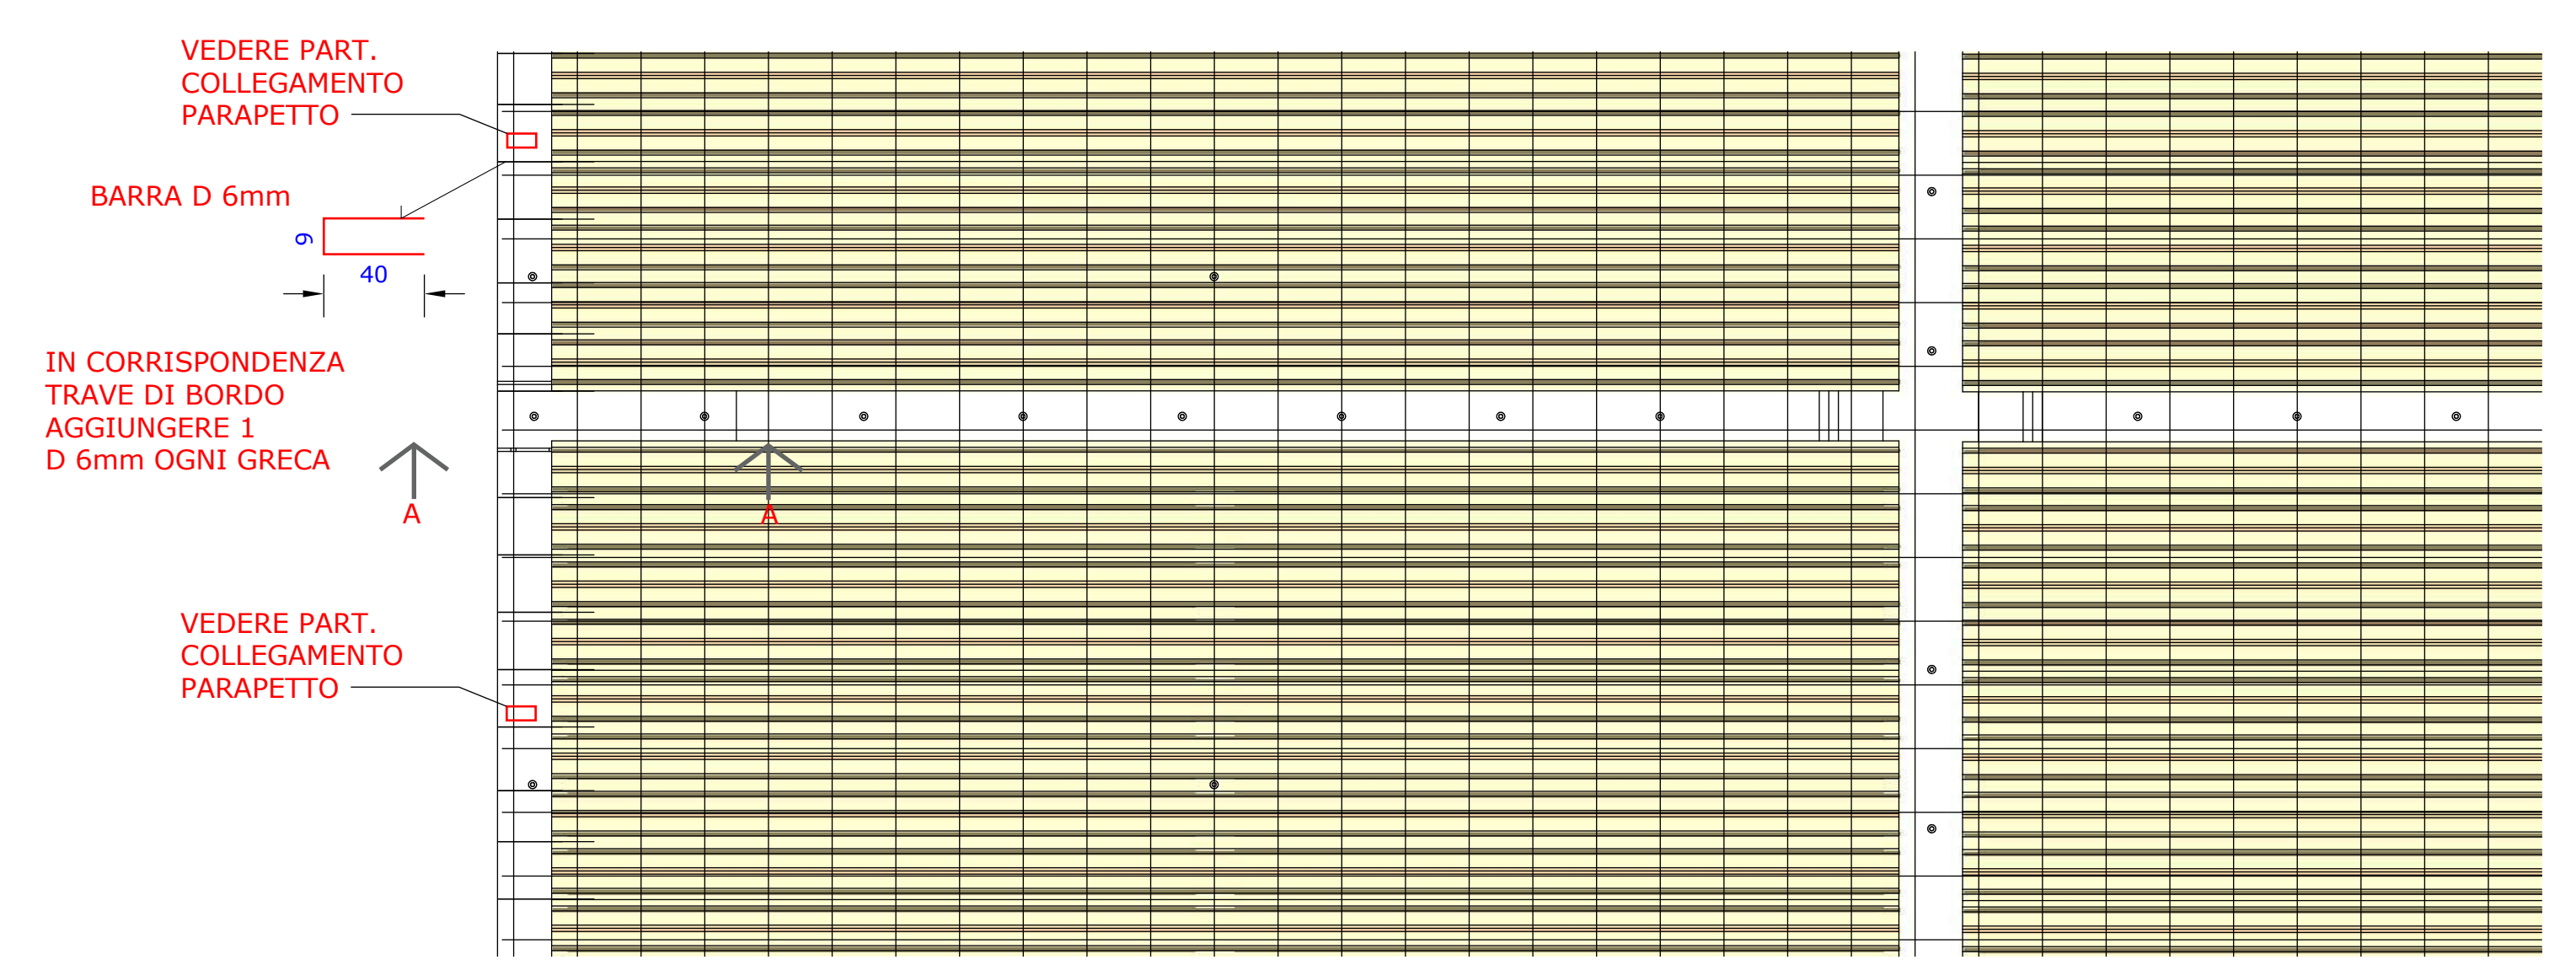 VEDERE PART.
COLLEGAMENTO
PARAPETTO
BARRA D 6mm
9
40
IN CORRISPONDENZA
TRAVE DI BORDO
AGGIUNGERE 1
D 6mm OGNI GRECA
A
A
VEDERE PART.
COLLEGAMENTO
PARAPETTO